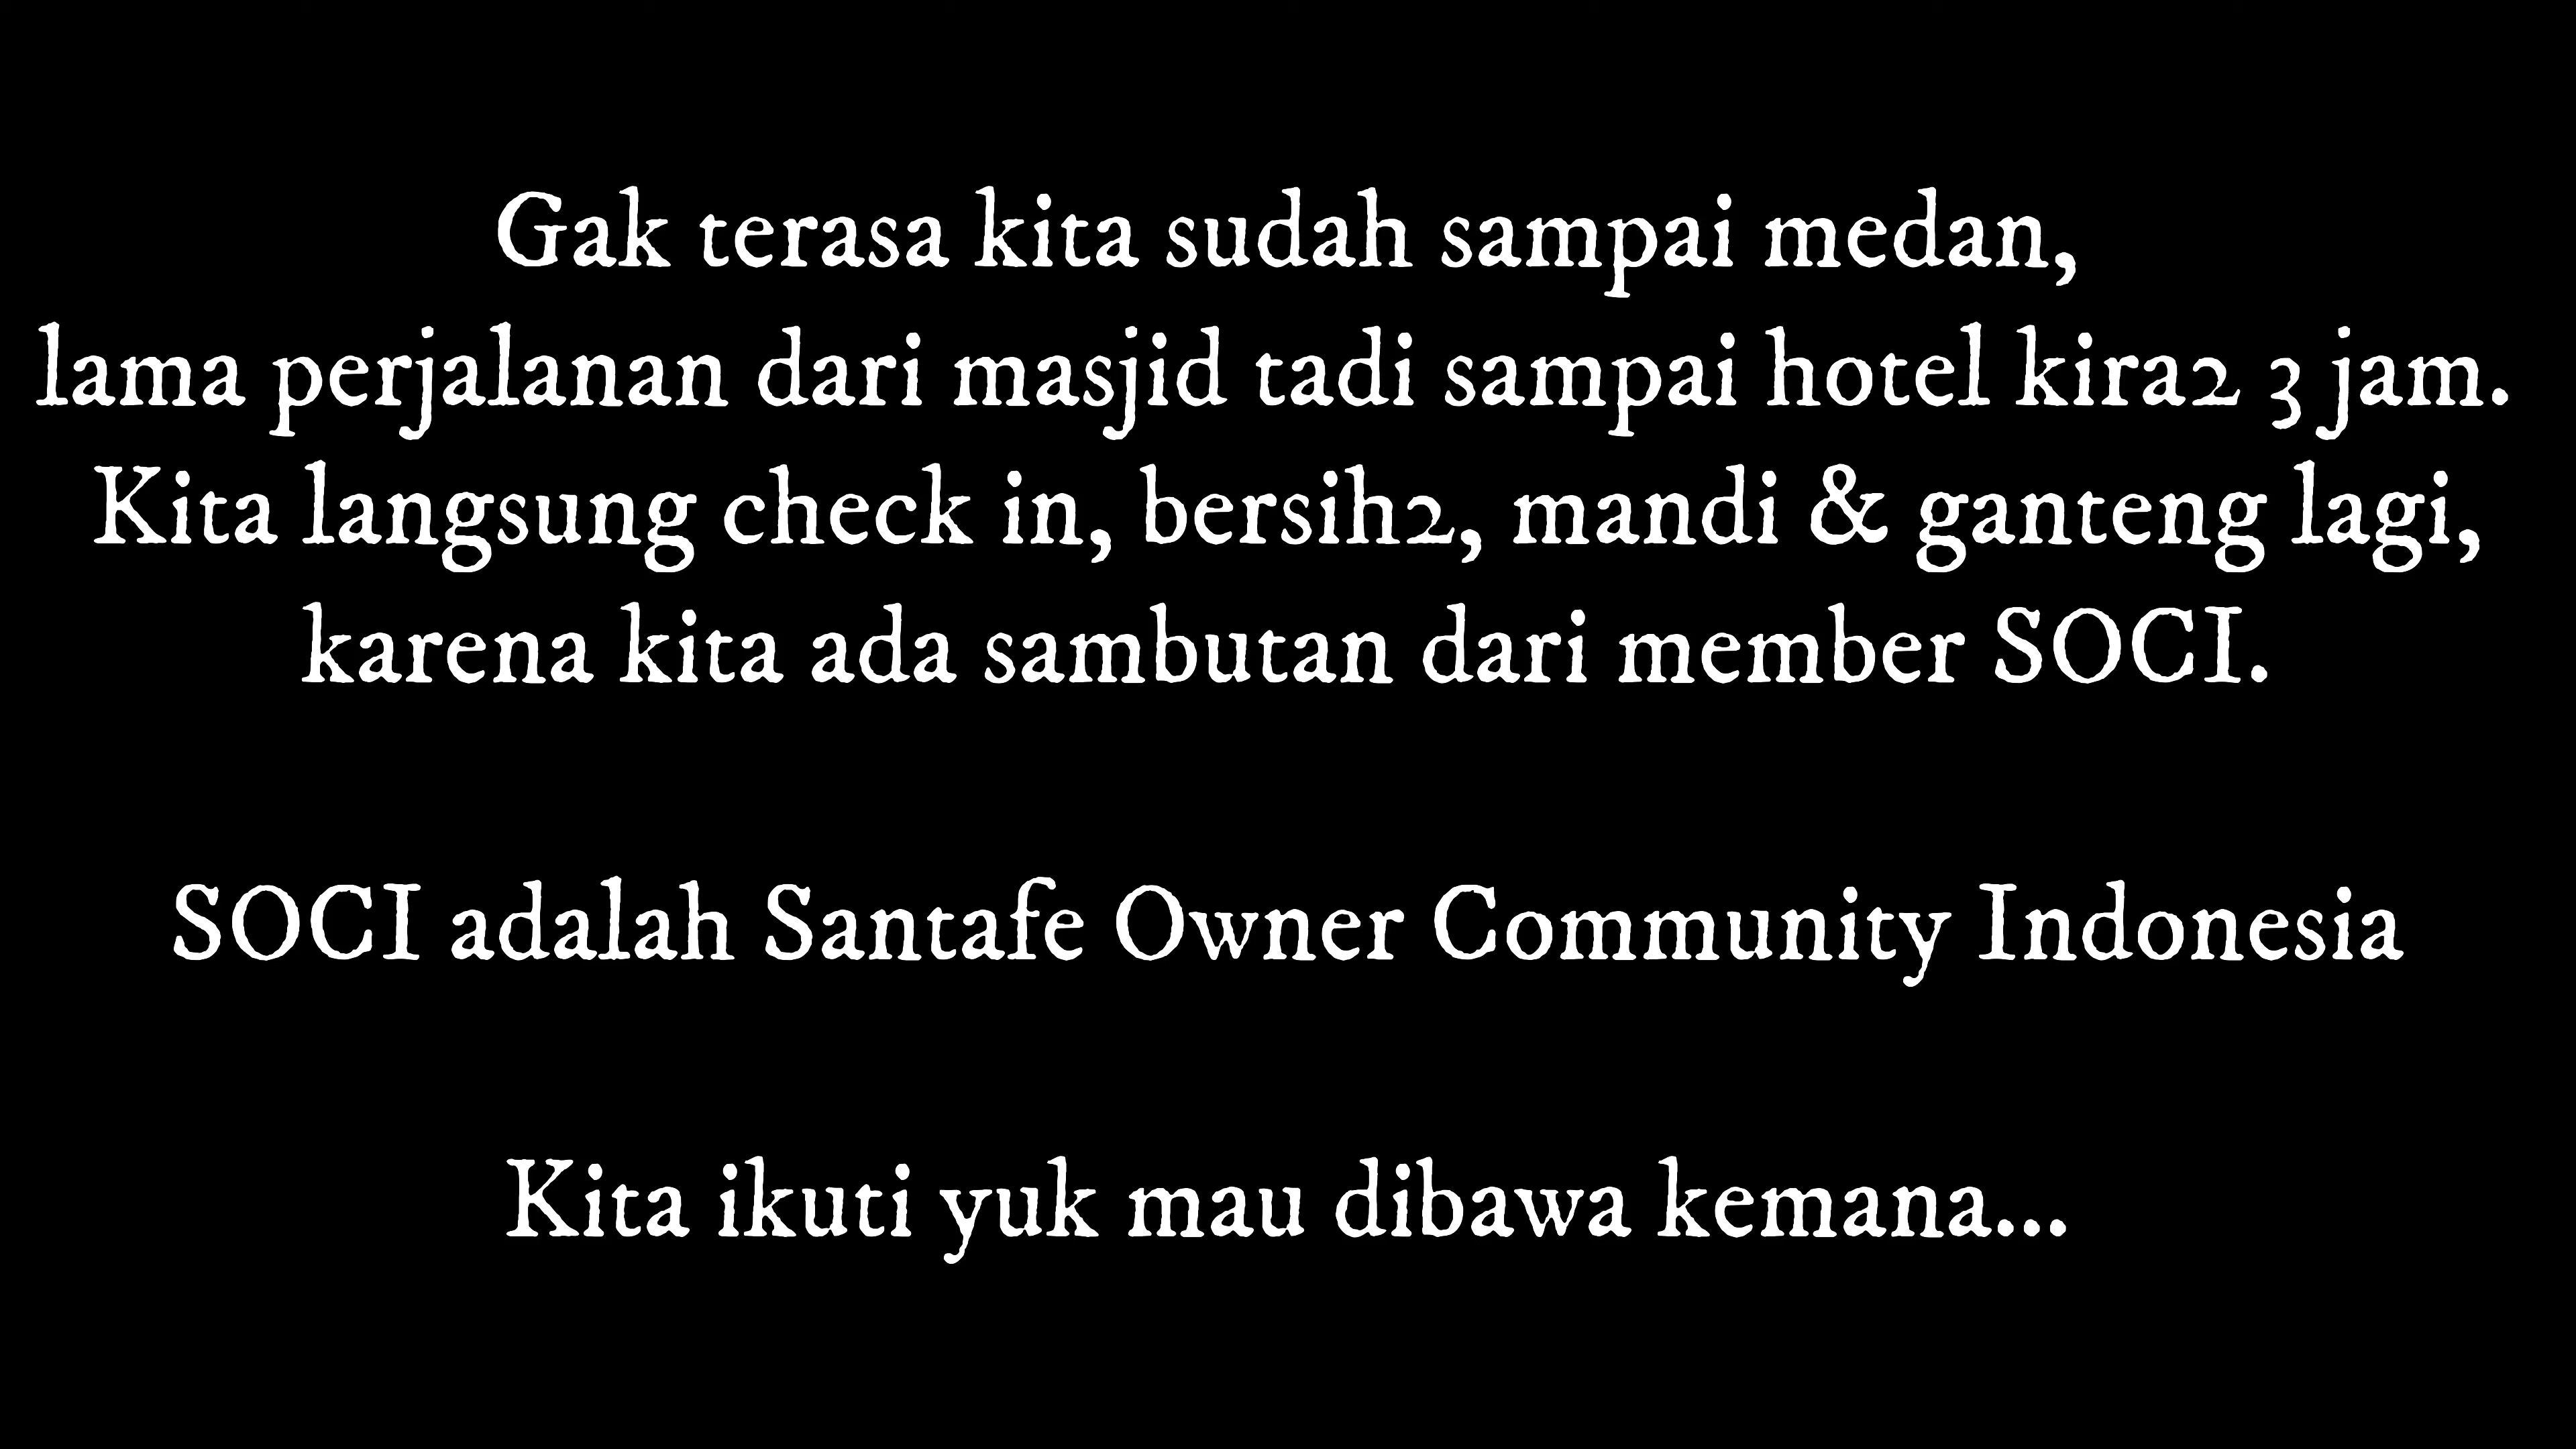 Gak terasa kita sudah sampai medan,
lama perjalanan dari masjid tadi sampai hotel kira2 3 jam.
Kita langsung check in, bersih2, mandi & ganteng lagi,
karena kita ada sambutan dari member SOCI.
SOCI adalah Santafe Owner Community Indonesia
Kita ikuti yuk mau dibawa kemana...